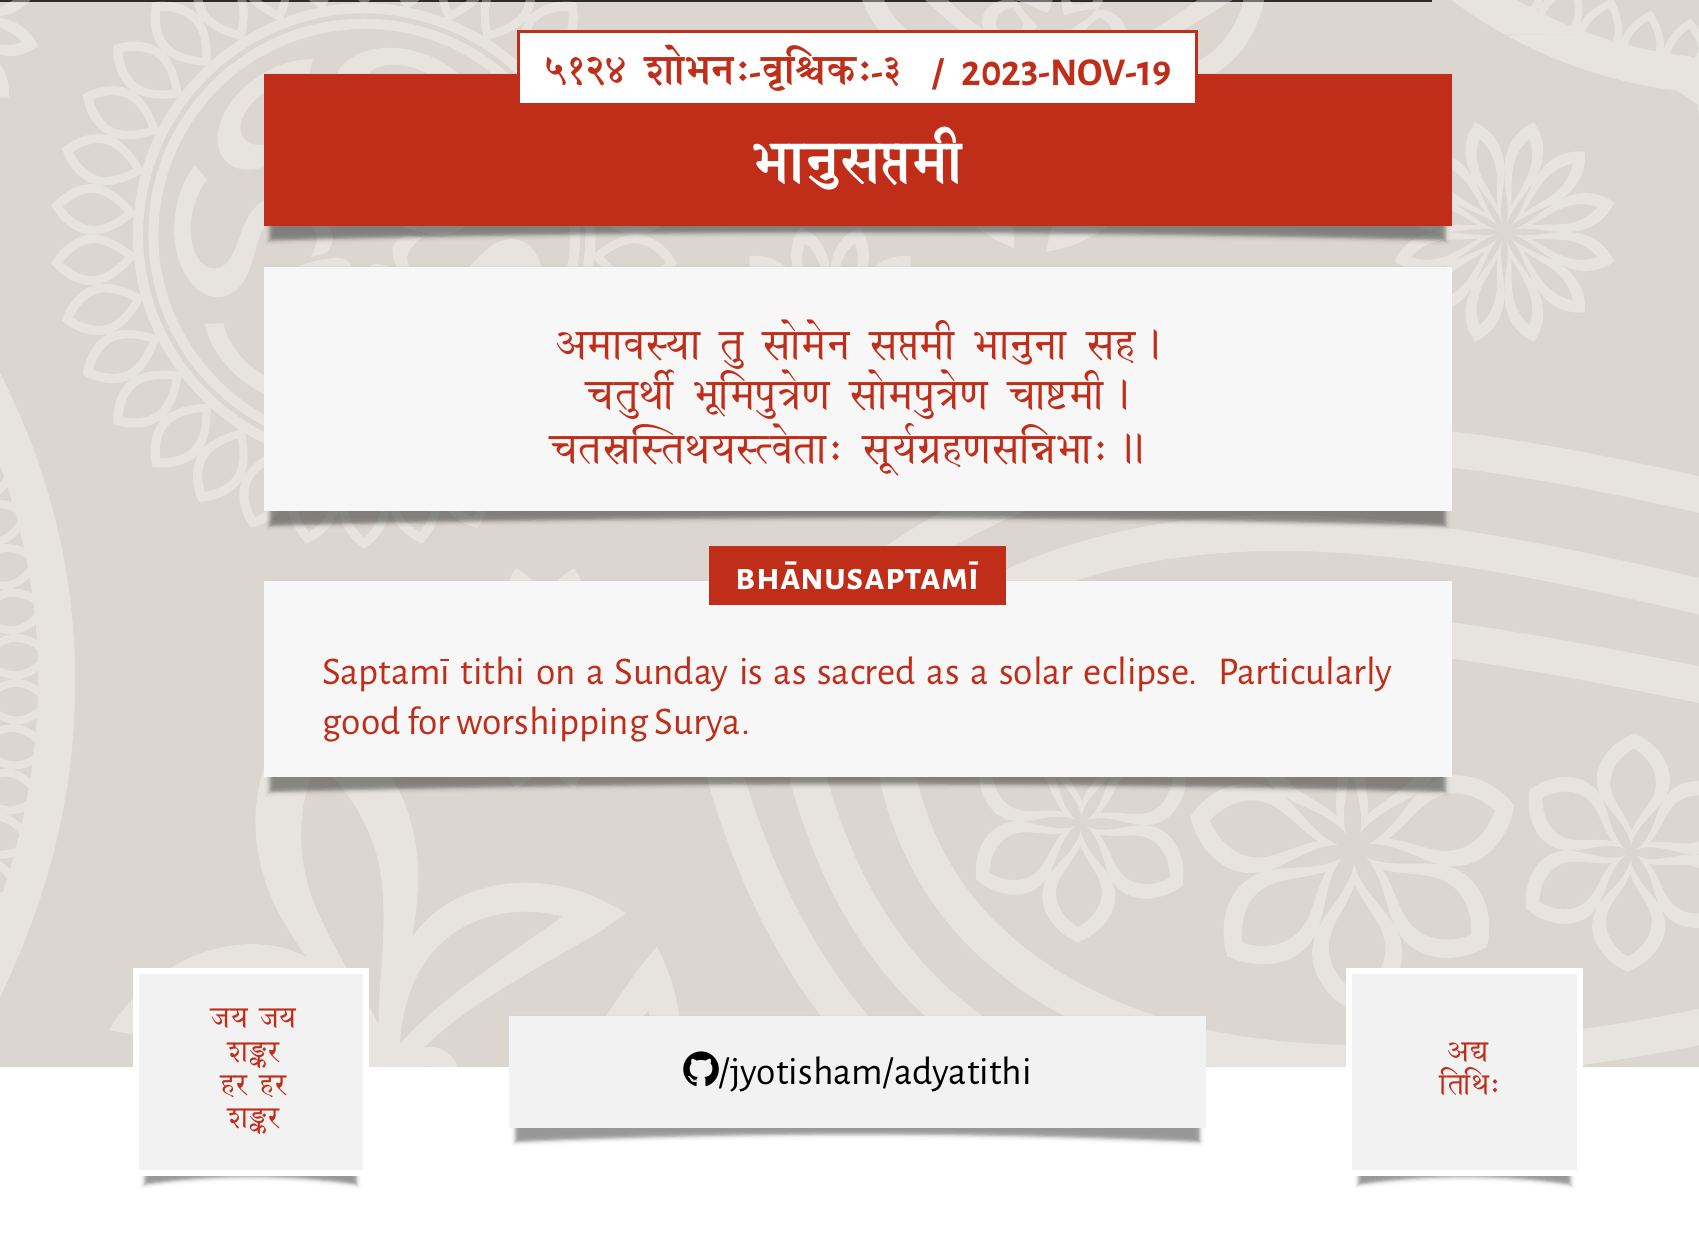 ५१२४ शोभनः-वृश्चिकः-३ / 2023-NOV-19
भानुसप्तमी
अमावस्या तु सोमेन सप्तमी भानुना सह।
चतुर्थी भूमिपुत्रेण सोमपुत्रेण चाष्टमी।
चतस्रस्तिथयस्त्वेताः सूर्यग्रहणसन्निभाः॥
BHĀNUSAPTAMĪ
Saptamī tithi on a Sunday is as sacred as a solar eclipse. Particularly
good for worshipping Surya.
जय जय
शङ्कर
हर हर
शङ्कर
/jyotisham/adyatithi
अद्य
तिथिः